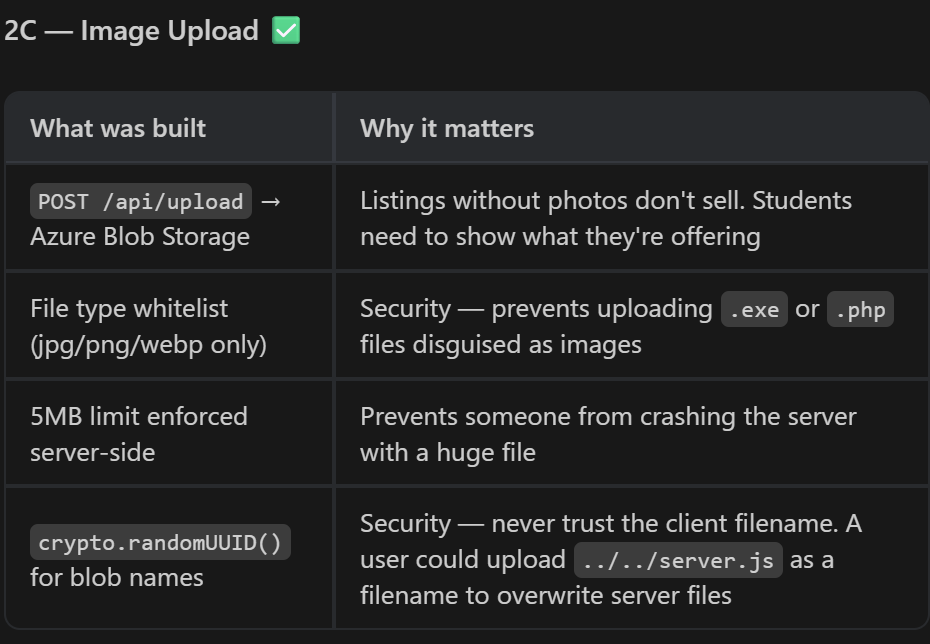 2C — Image Upload ✅
What was built
Why it matters
POST /api/upload →
Azure Blob Storage
Listings without photos don't sell. Students
need to show what they're offering
File type whitelist
(jpg/png/webp only)
Security — prevents uploading .exe or .php
files disguised as images
5MB limit enforced
server-side
Prevents someone from crashing the server
with a huge file
crypto.randomUUID()
for blob names
Security — never trust the client filename. A
user could upload ../../server.js as a
filename to overwrite server files